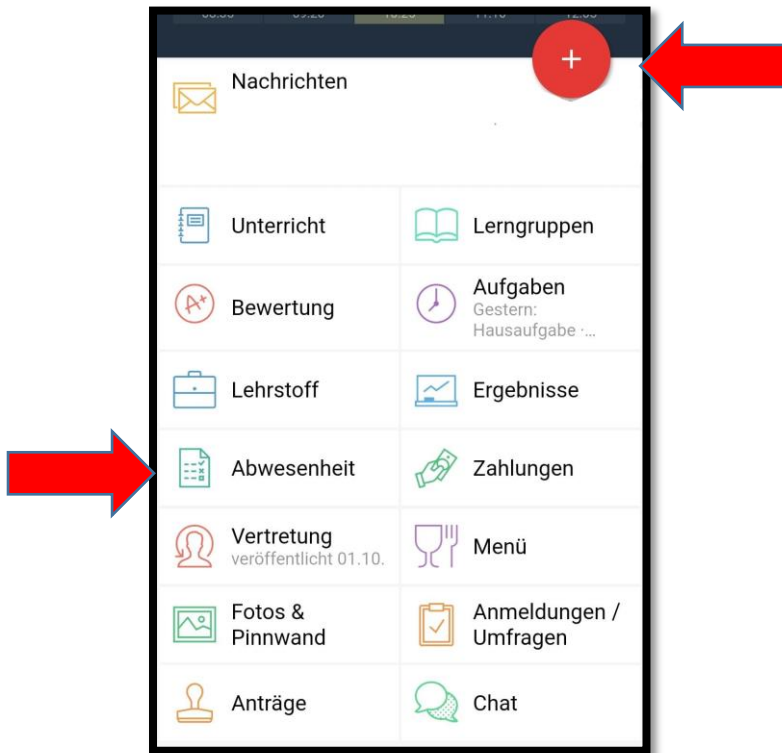 +
Nachrichten
Unterricht
Lerngruppen
Bewertung
Aufgaben
Gestern:
Hausaufgabe ·...
Lehrstoff
Ergebnisse
Abwesenheit
Zahlungen
Vertretung
veröffentlicht 01.10.
Menü
Fotos &
Pinnwand
Anmeldungen /
Umfragen
Anträge
Chat